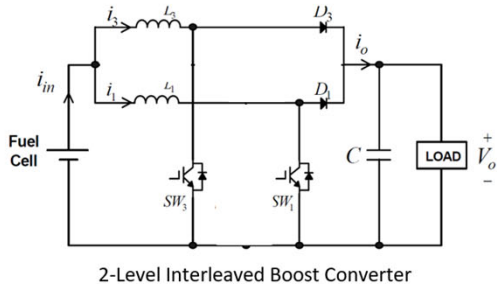 i₃ L₃ D₃
i₁ L₁ D₁ iₒ
iᵢₙ
Fuel
Cell
SW₃ SW₁ C LOAD + Vₒ −
2-Level Interleaved Boost Converter